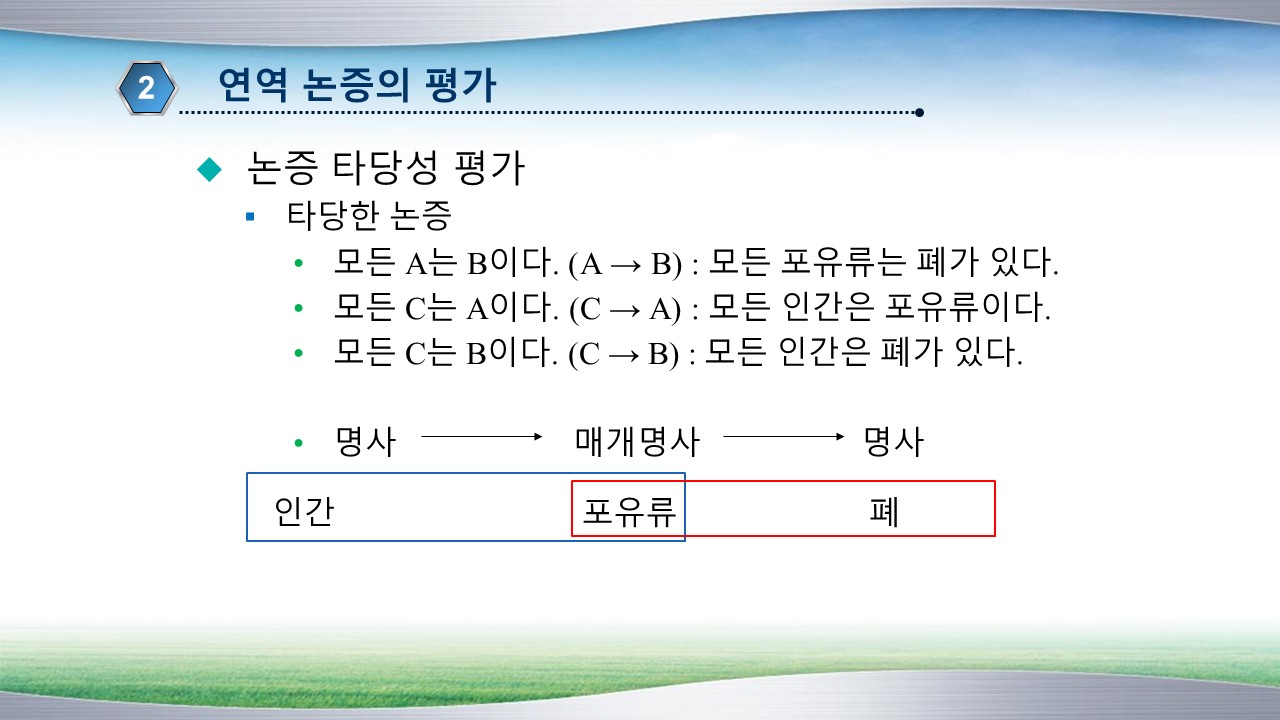 2 연역 논증의 평가
◆ 논증 타당성 평가
▪ 타당한 논증
• 모든 A는 B이다. (A → B) : 모든 포유류는 폐가 있다.
• 모든 C는 A이다. (C → A) : 모든 인간은 포유류이다.
• 모든 C는 B이다. (C → B) : 모든 인간은 폐가 있다.
• 명사 → 매개명사 → 명사
인간 포유류 폐